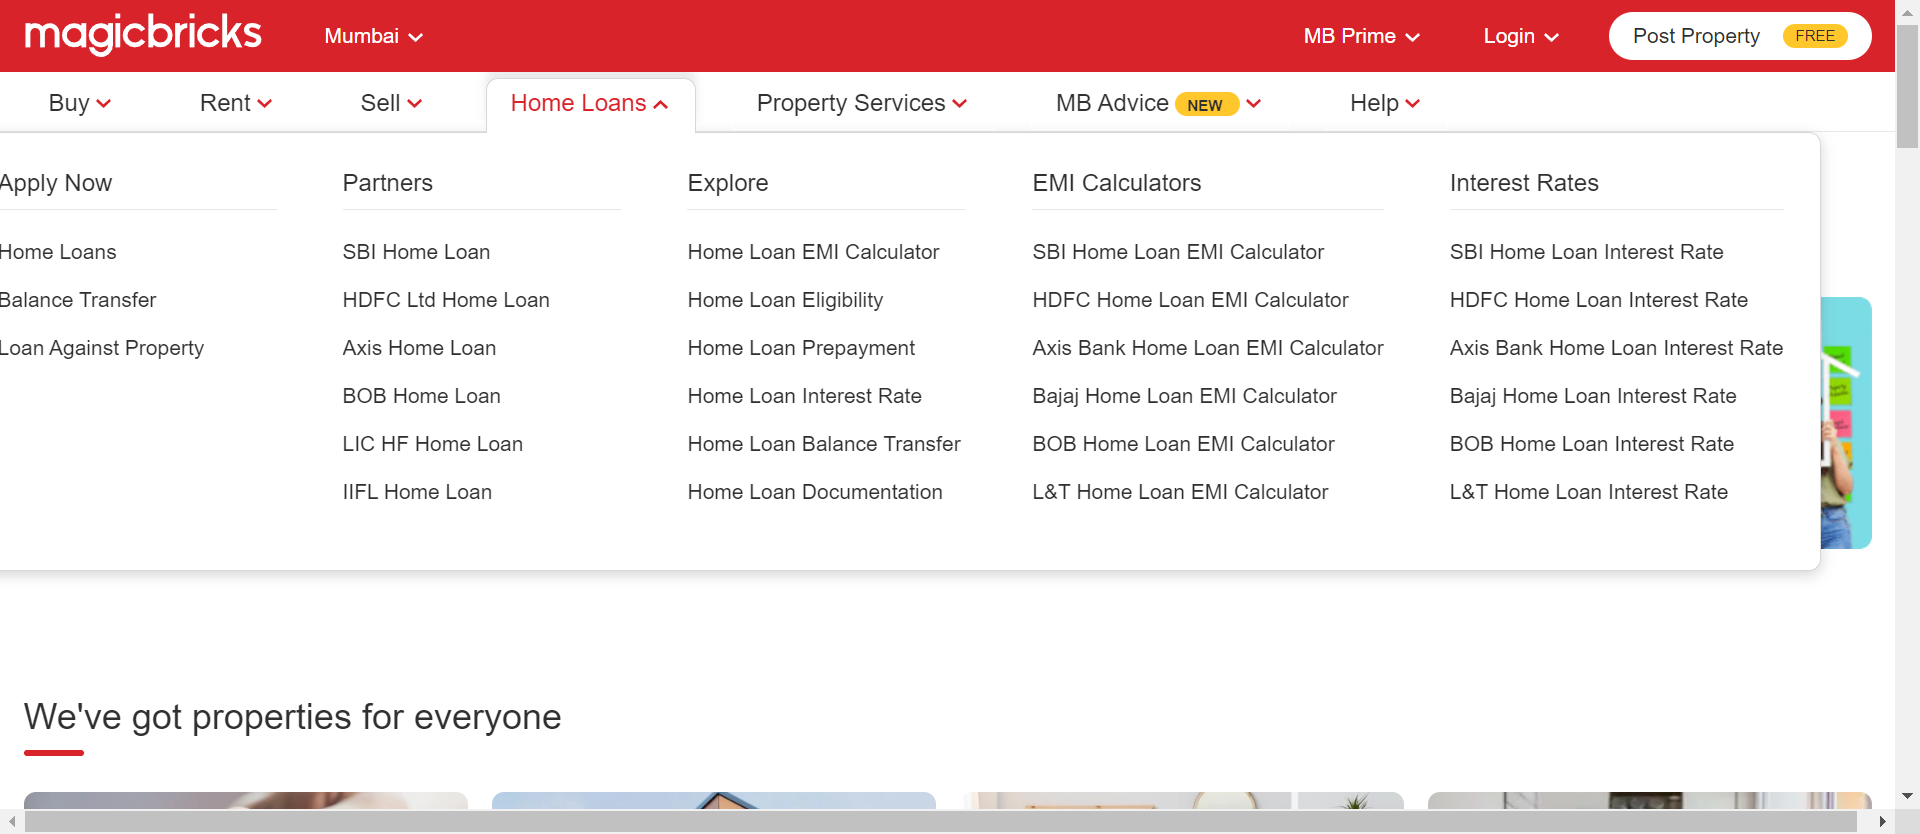 magicbricks
Mumbai
MB Prime
Login
Post Property FREE
Buy
Rent
Sell
Home Loans
Property Services
MB Advice NEW
Help
Apply Now
Home Loans
Balance Transfer
Loan Against Property
Partners
SBI Home Loan
HDFC Ltd Home Loan
Axis Home Loan
BOB Home Loan
LIC HF Home Loan
IIFL Home Loan
Explore
Home Loan EMI Calculator
Home Loan Eligibility
Home Loan Prepayment
Home Loan Interest Rate
Home Loan Balance Transfer
Home Loan Documentation
EMI Calculators
SBI Home Loan EMI Calculator
HDFC Home Loan EMI Calculator
Axis Bank Home Loan EMI Calculator
Bajaj Home Loan EMI Calculator
BOB Home Loan EMI Calculator
L&T Home Loan EMI Calculator
Interest Rates
SBI Home Loan Interest Rate
HDFC Home Loan Interest Rate
Axis Bank Home Loan Interest Rate
Bajaj Home Loan Interest Rate
BOB Home Loan Interest Rate
L&T Home Loan Interest Rate
We've got properties for everyone